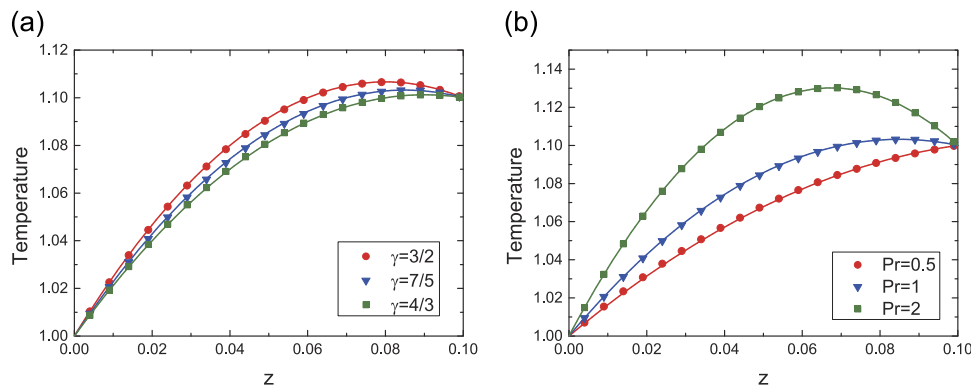 (a)
1.12
1.10
1.08
1.06
1.04
1.02
1.00
Temperature
γ=3/2
γ=7/5
γ=4/3
0.00 0.02 0.04 0.06 0.08 0.10
z
(b)
1.14
1.12
1.10
1.08
1.06
1.04
1.02
1.00
Temperature
Pr=0.5
Pr=1
Pr=2
0.00 0.02 0.04 0.06 0.08 0.10
z